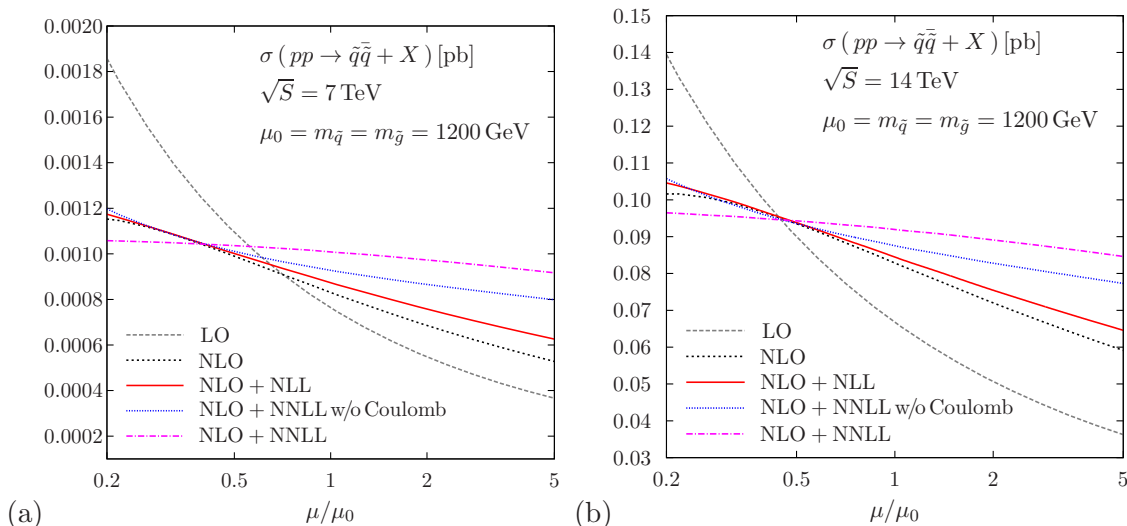 0.0020
0.0018
0.0016
0.0014
0.0012
0.0010
0.0008
0.0006
0.0004
0.0002
σ ( pp → q̃ q̃̄ + X ) [pb]
√S = 7 TeV
μ₀ = m_q̃ = m_g̃ = 1200 GeV
LO
NLO
NLO + NLL
NLO + NNLL w/o Coulomb
NLO + NNLL
0.2 0.5 1 2 5
(a) μ/μ₀
0.15
0.14
0.13
0.12
0.11
0.10
0.09
0.08
0.07
0.06
0.05
0.04
0.03
σ ( pp → q̃ q̃̄ + X ) [pb]
√S = 14 TeV
μ₀ = m_q̃ = m_g̃ = 1200 GeV
LO
NLO
NLO + NLL
NLO + NNLL w/o Coulomb
NLO + NNLL
0.2 0.5 1 2 5
(b) μ/μ₀